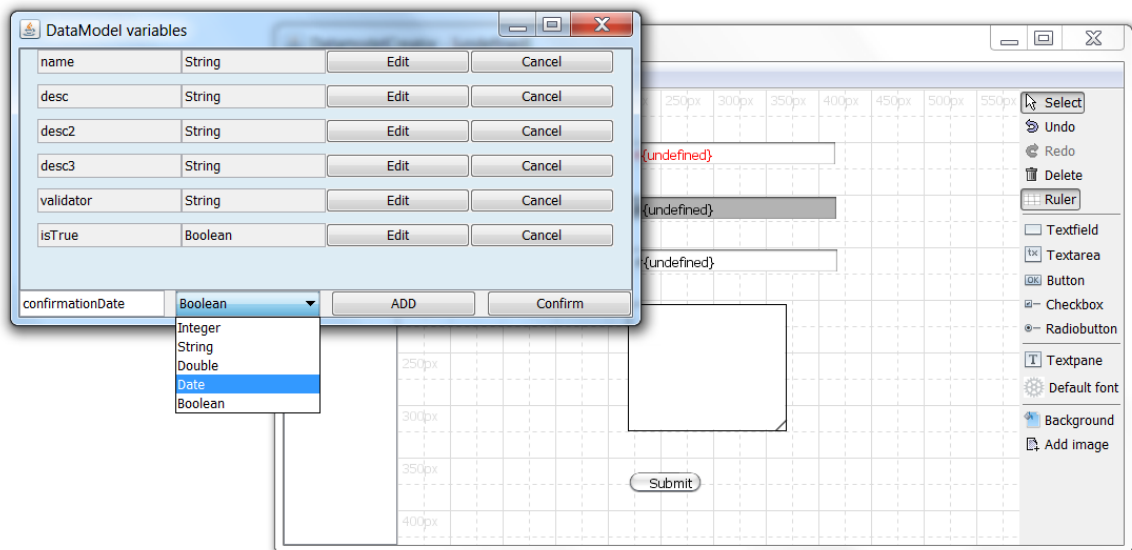 DataModel variables
name String Edit Cancel
desc String Edit Cancel
desc2 String Edit Cancel
desc3 String Edit Cancel
validator String Edit Cancel
isTrue Boolean Edit Cancel
confirmationDate Boolean ADD Confirm
Integer
String
Double
Date
Boolean
250px 300px 350px 400px 450px 500px 550px
{undefined}
{undefined}
{undefined}
250px
300px
350px
400px
Submit
Select
Undo
Redo
Delete
Ruler
Textfield
tx Textarea
OK Button
Checkbox
Radiobutton
T Textpane
Default font
Background
Add image